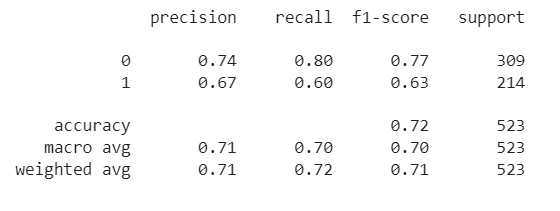 precision recall f1-score support
0 0.74 0.80 0.77 309
1 0.67 0.60 0.63 214
accuracy 0.72 523
macro avg 0.71 0.70 0.70 523
weighted avg 0.71 0.72 0.71 523